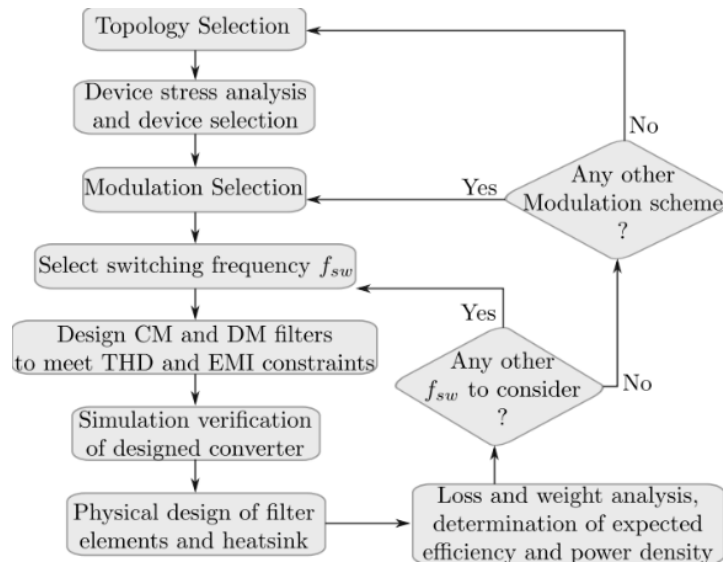 Topology Selection
Device stress analysis
and device selection
Modulation Selection
Select switching frequency f_sw
Design CM and DM filters
to meet THD and EMI constraints
Simulation verification
of designed converter
Physical design of filter
elements and heatsink
Loss and weight analysis,
determination of expected
efficiency and power density
Any other
f_sw to consider
?
Yes
No
Any other
Modulation scheme
?
Yes
No